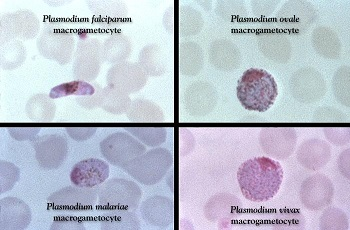 Plasmodium falciparum
macrogametocyte
Plasmodium ovale
macrogametocyte
Plasmodium malariae
macrogametocyte
Plasmodium vivax
macrogametocyte